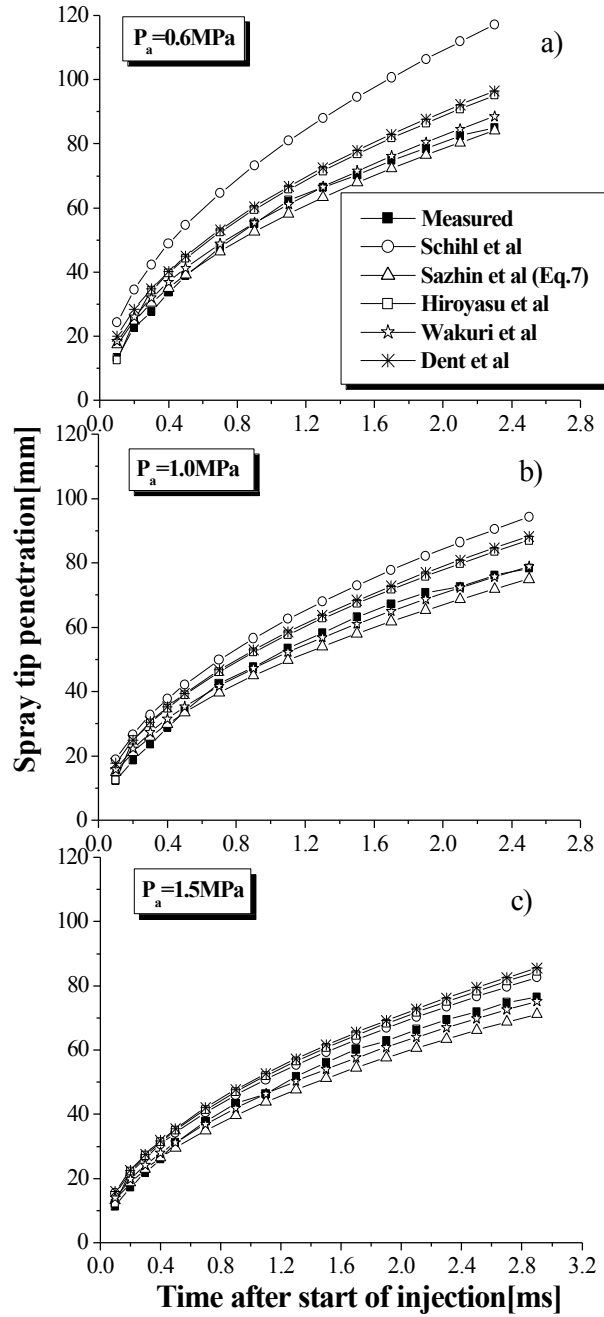 120
P_a=0.6MPa
a)
100
80
60
40
20
0
Measured
Schihl et al
Sazhin et al (Eq.7)
Hiroyasu et al
Wakuri et al
Dent et al
0.0 0.4 0.8 1.2 1.6 2.0 2.4 2.8
Spray tip penetration[mm]
120
P_a=1.0MPa
b)
100
80
60
40
20
0
0.0 0.4 0.8 1.2 1.6 2.0 2.4 2.8
120
P_a=1.5MPa
c)
100
80
60
40
20
0
0.0 0.4 0.8 1.2 1.6 2.0 2.4 2.8 3.2
Time after start of injection[ms]